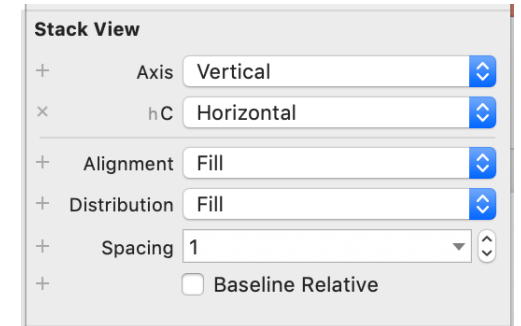 Stack View
+ Axis Vertical
× hC Horizontal
+ Alignment Fill
+ Distribution Fill
+ Spacing 1
+ Baseline Relative